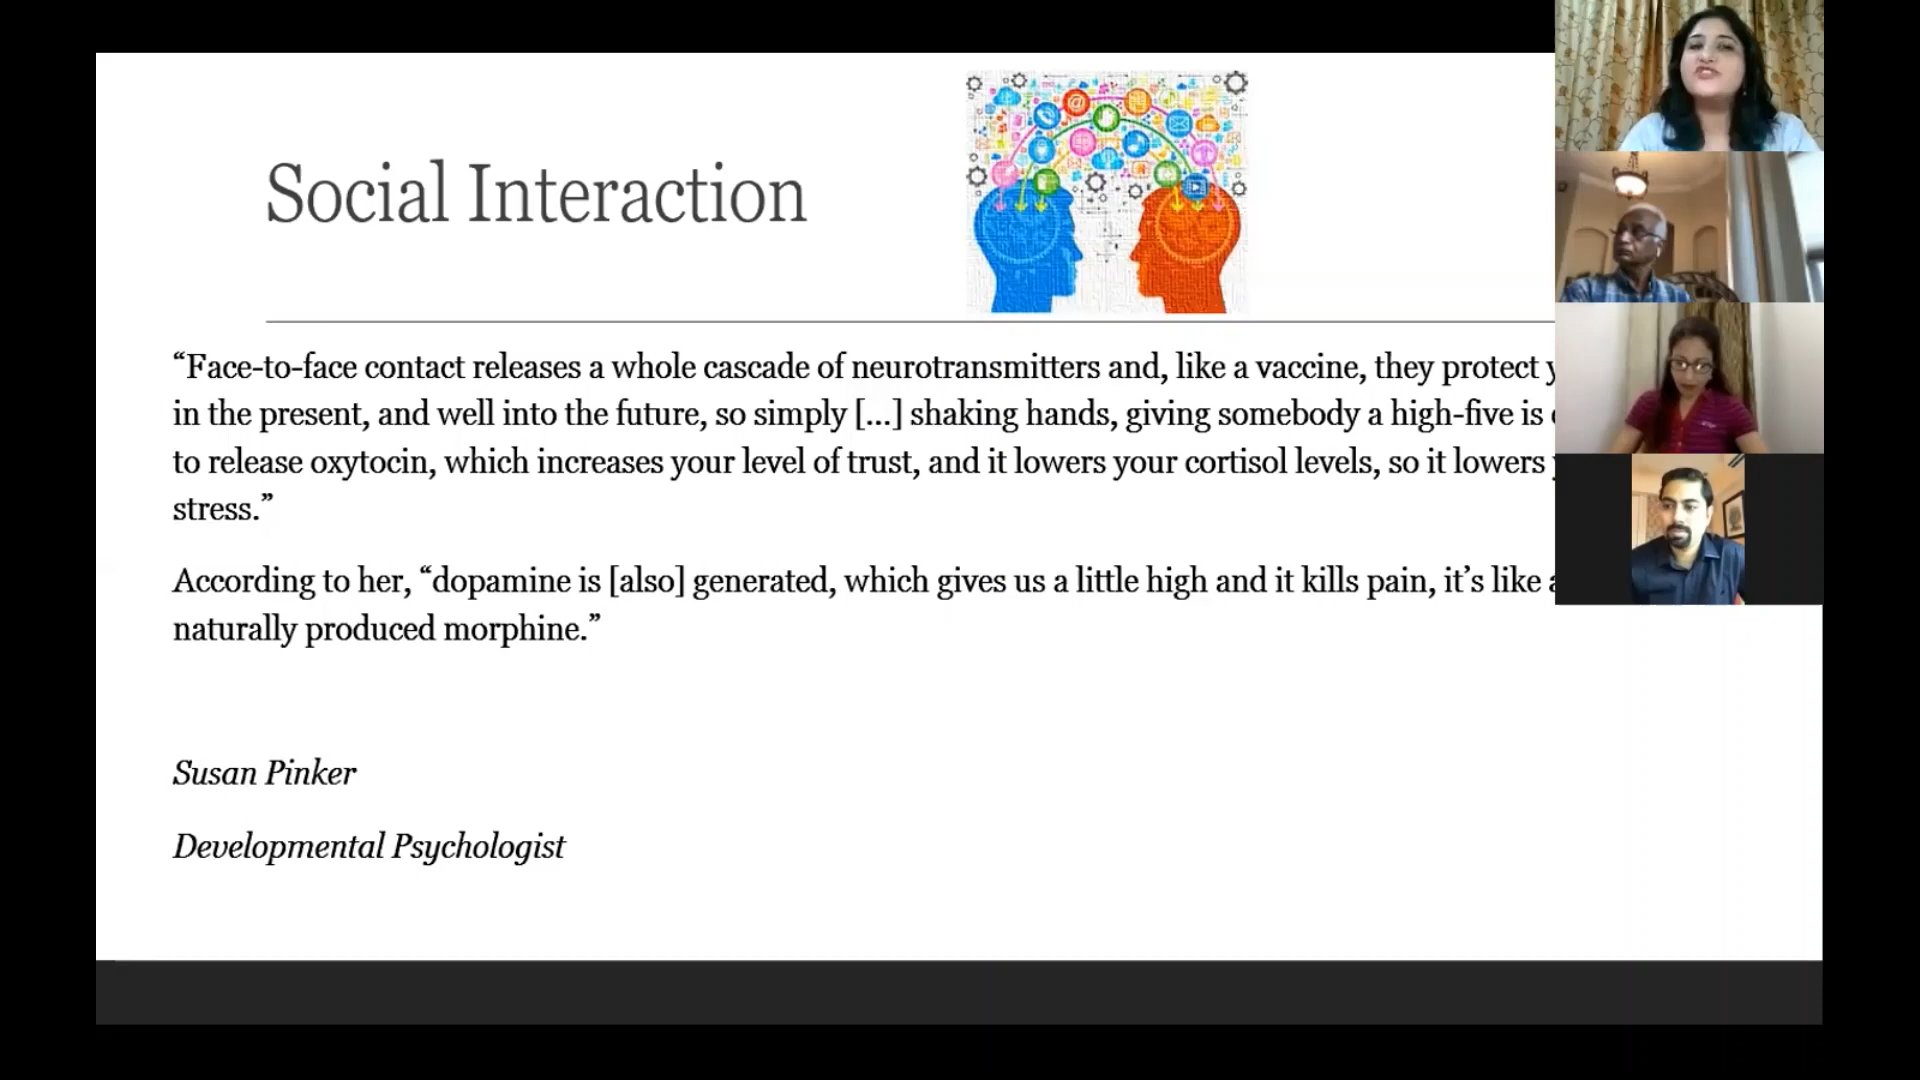 Social Interaction
“Face-to-face contact releases a whole cascade of neurotransmitters and, like a vaccine, they protect
in the present, and well into the future, so simply [...] shaking hands, giving somebody a high-five is
to release oxytocin, which increases your level of trust, and it lowers your cortisol levels, so it lowers
stress.”
According to her, “dopamine is [also] generated, which gives us a little high and it kills pain, it’s like
naturally produced morphine.”
Susan Pinker
Developmental Psychologist